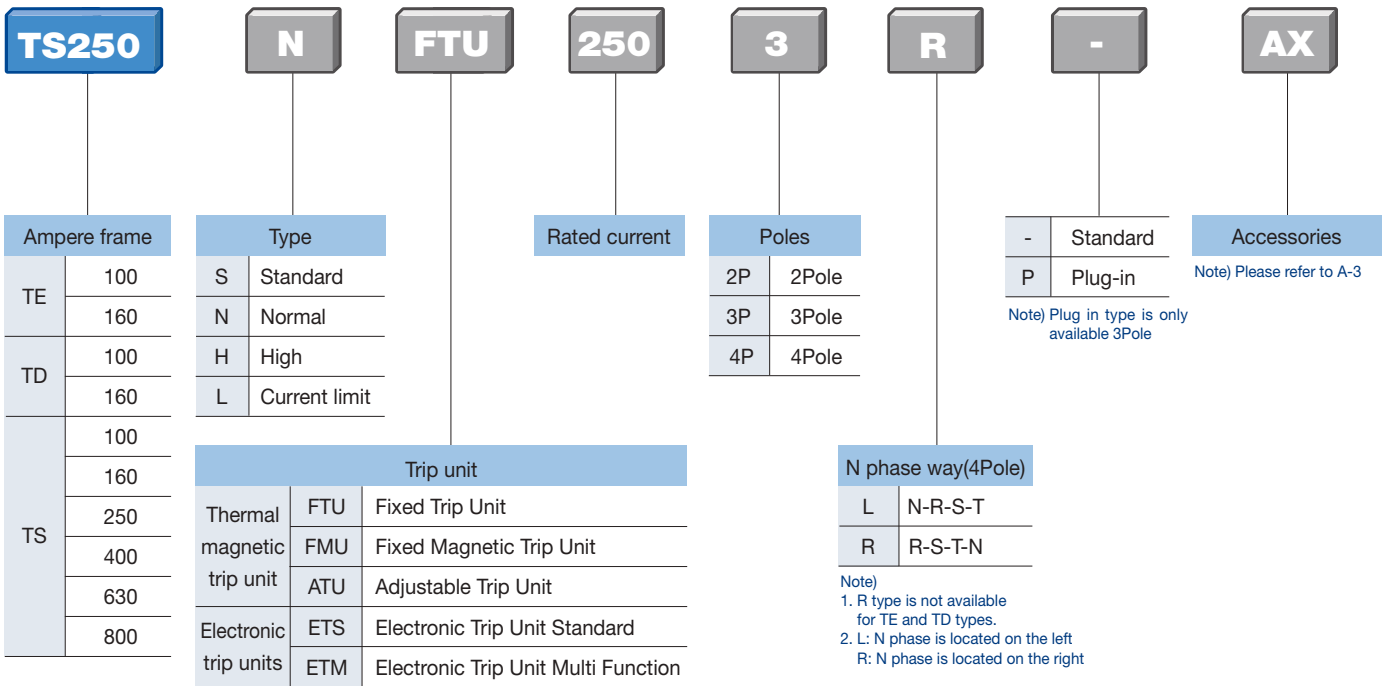 TS250 N FTU 250 3 R - AX
Ampere frame
TE 100
160
TD 100
160
TS 100
160
250
400
630
800
Type
S Standard
N Normal
H High
L Current limit
Trip unit
Thermal magnetic trip unit
FTU Fixed Trip Unit
FMU Fixed Magnetic Trip Unit
ATU Adjustable Trip Unit
Electronic trip units
ETS Electronic Trip Unit Standard
ETM Electronic Trip Unit Multi Function
Rated current
Poles
2P 2Pole
3P 3Pole
4P 4Pole
N phase way(4Pole)
L N-R-S-T
R R-S-T-N
Note)
1. R type is not available
for TE and TD types.
2. L: N phase is located on the left
R: N phase is located on the right
- Standard
P Plug-in
Note) Plug in type is only
available 3Pole
Accessories
Note) Please refer to A-3